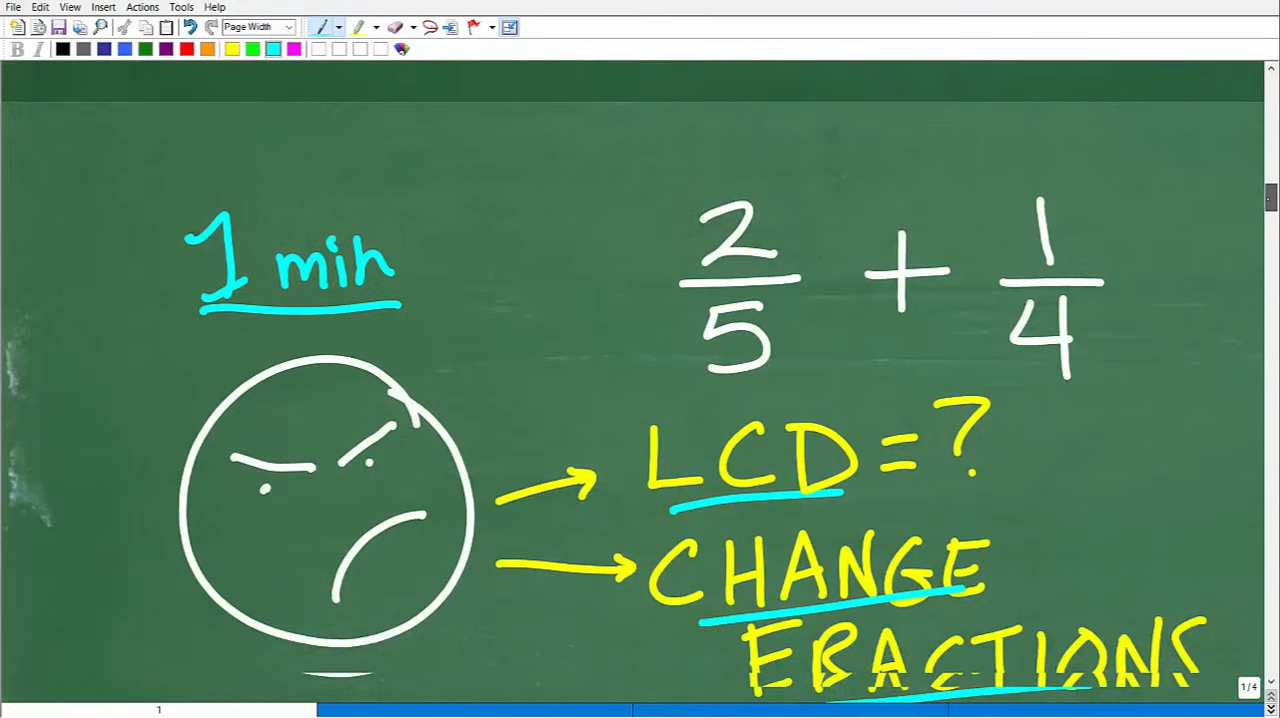 File Edit View Insert Actions Tools Help
Page Width
B I
1 min
2/5 + 1/4
LCD = ?
CHANGE
FRACTIONS
1/4
1